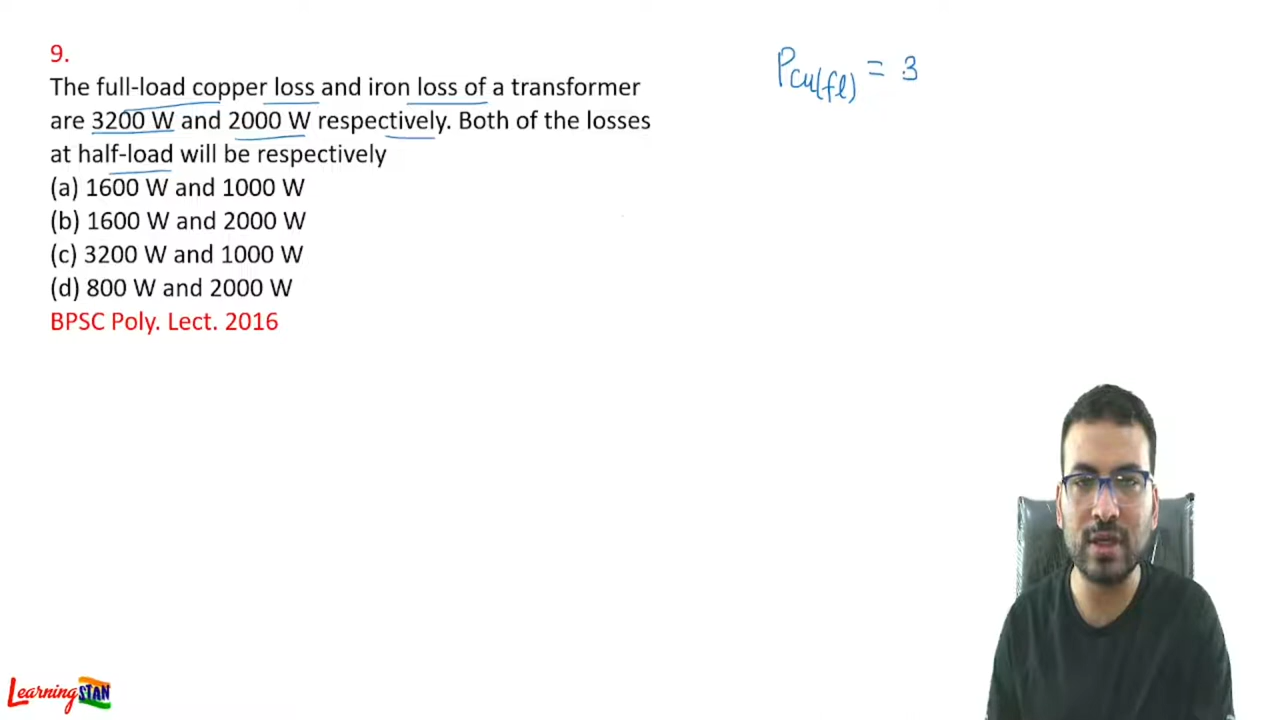 9.
The full-load copper loss and iron loss of a transformer
are 3200 W and 2000 W respectively. Both of the losses
at half-load will be respectively
(a) 1600 W and 1000 W
(b) 1600 W and 2000 W
(c) 3200 W and 1000 W
(d) 800 W and 2000 W
BPSC Poly. Lect. 2016
Pcu(fl) = 3
LearningSTAN